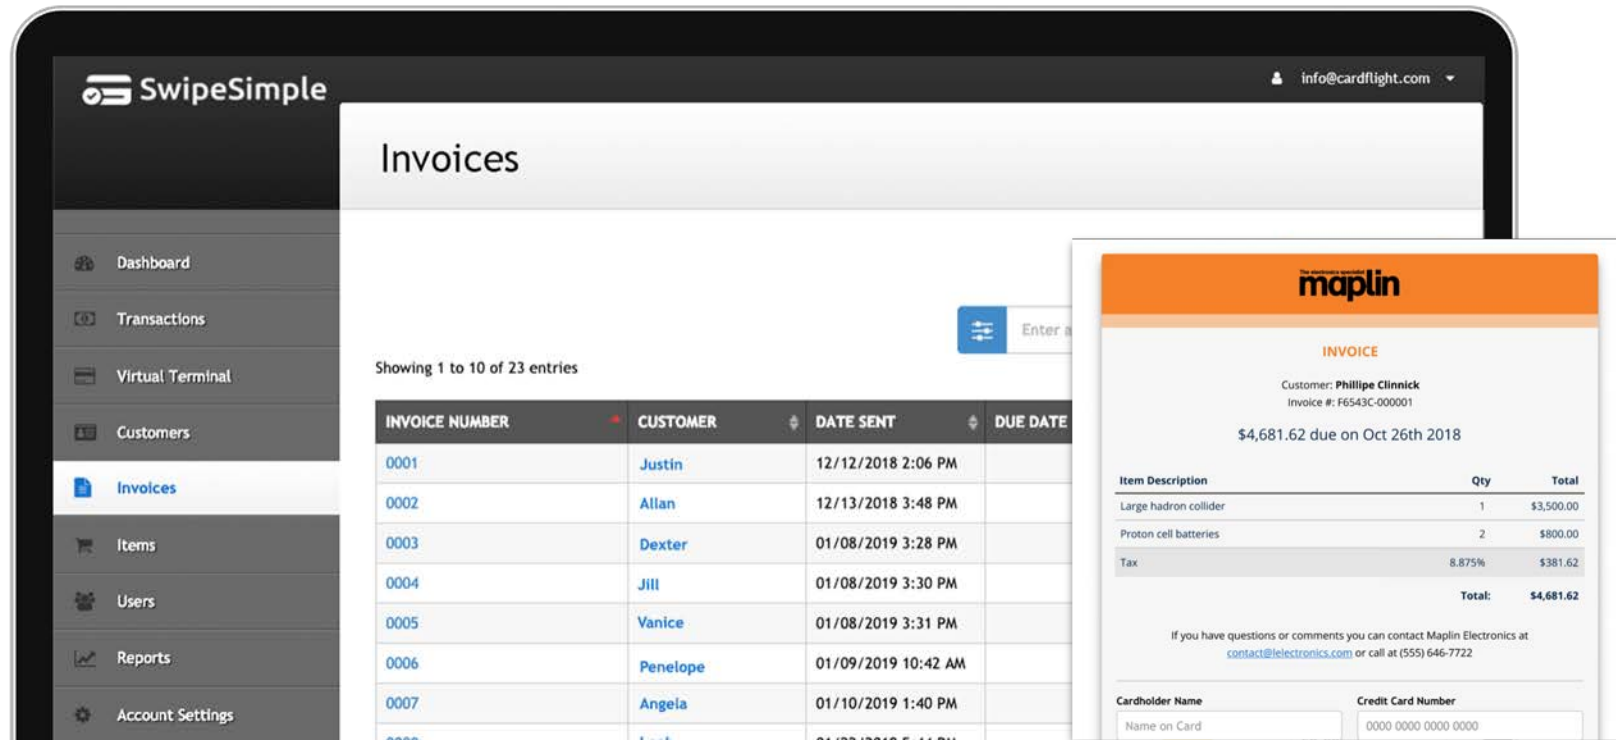 SwipeSimple
info@cardflight.com
Invoices
Dashboard
Transactions
Virtual Terminal
Customers
Invoices
Items
Users
Reports
Account Settings
Enter a
Showing 1 to 10 of 23 entries
INVOICE NUMBER CUSTOMER DATE SENT DUE DATE
0001 Justin 12/12/2018 2:06 PM
0002 Allan 12/13/2018 3:48 PM
0003 Dexter 01/08/2019 3:28 PM
0004 Jill 01/08/2019 3:30 PM
0005 Vanice 01/08/2019 3:31 PM
0006 Penelope 01/09/2019 10:42 AM
0007 Angela 01/10/2019 1:40 PM
The electronics specialist
maplin
INVOICE
Customer: Phillipe Clinnick
Invoice #: F6543C-000001
$4,681.62 due on Oct 26th 2018
Item Description Qty Total
Large hadron collider 1 $3,500.00
Proton cell batteries 2 $800.00
Tax 8.875% $381.62
Total: $4,681.62
If you have questions or comments you can contact Maplin Electronics at
contact@lelectronics.com or call at (555) 646-7722
Cardholder Name Credit Card Number
Name on Card 0000 0000 0000 0000